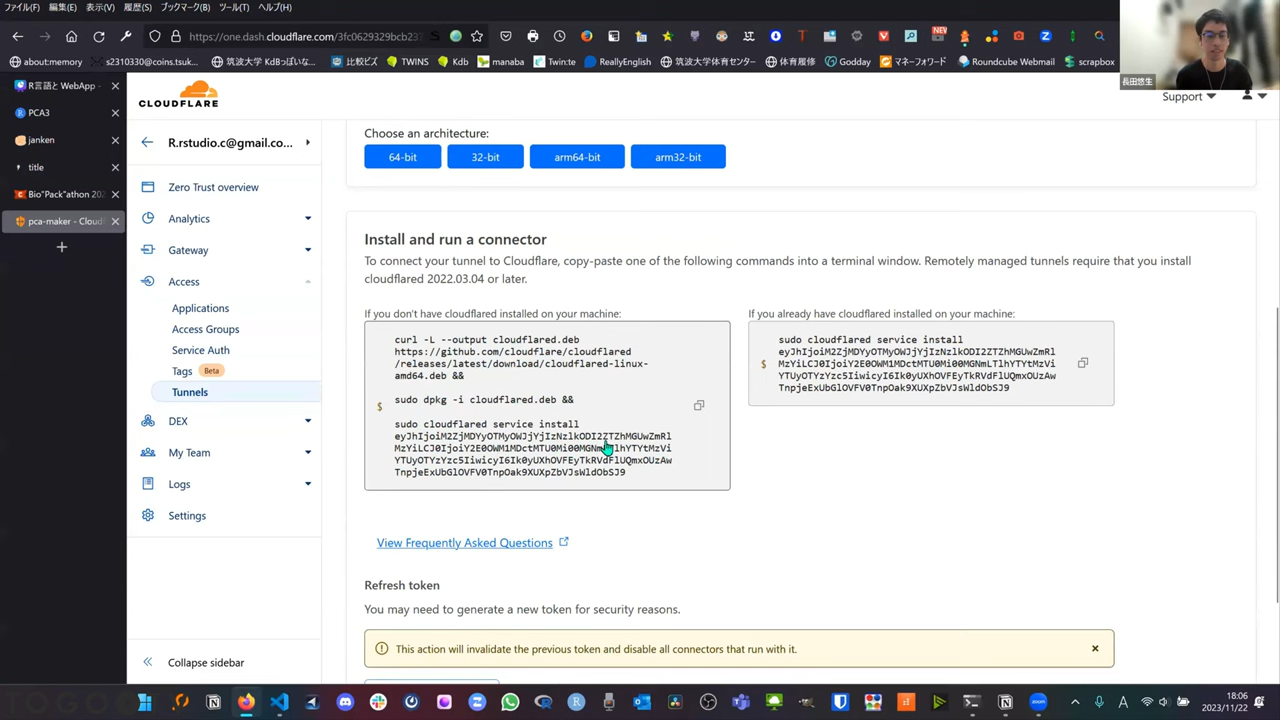 ファイル(F) 編集(E) 表示(V) 履歴(S) ブックマーク(B) ツール(T) ヘルプ(H)
https://one.dash.cloudflare.com/3fc0629329bcb237
NEW
about:memory s2310330@coins.tsuk... 筑波大学 KdBっぽいな... 比較ビズ TWINS Kdb manaba Twin:te ReallyEnglish 筑波大学体育センター 体育履修 Godday マネーフォワード Roundcube Webmail scrapbox
長田悠生
R言語と WebApp -
PCA3
janken
title
Bio"Pack"athon 202
pca-maker - Cloudf
CLOUDFLARE
Support
R.rstudio.c@gmail.co...
Zero Trust overview
Analytics
Gateway
Access
Applications
Access Groups
Service Auth
Tags Beta
Tunnels
DEX
My Team
Logs
Settings
Collapse sidebar
Choose an architecture:
64-bit 32-bit arm64-bit arm32-bit
Install and run a connector
To connect your tunnel to Cloudflare, copy-paste one of the following commands into a terminal window. Remotely managed tunnels require that you install
cloudflared 2022.03.04 or later.
If you don't have cloudflared installed on your machine:
$
curl -L --output cloudflared.deb
https://github.com/cloudflare/cloudflared
/releases/latest/download/cloudflared-linux-
amd64.deb &&
sudo dpkg -i cloudflared.deb &&
sudo cloudflared service install
If you already have cloudflared installed on your machine:
$
sudo cloudflared service install
View Frequently Asked Questions
Refresh token
You may need to generate a new token for security reasons.
This action will invalidate the previous token and disable all connectors that run with it.
A
18:06
2023/11/22